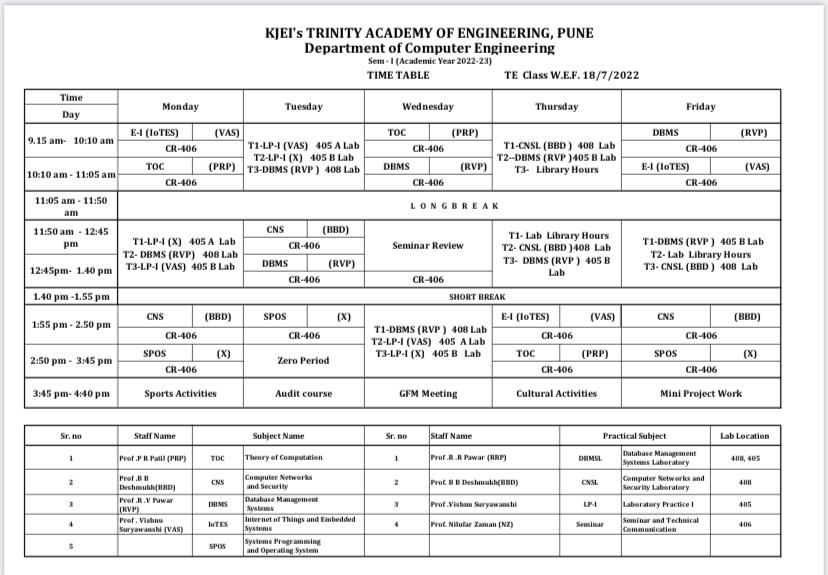 KJEI's TRINITY ACADEMY OF ENGINEERING, PUNE
Department of Computer Engineering
Sem - I (Academic Year 2022-23)
TIME TABLE TE Class W.E.F. 18/7/2022
Time
Day
Monday Tuesday Wednesday Thursday Friday
9.15 am- 10:10 am
E-I (IoTES) (VAS)
CR-406
T1-LP-I (VAS) 405 A Lab
T2-LP-I (X) 405 B Lab
T3-DBMS (RVP ) 408 Lab
TOC (PRP)
CR-406
T1-CNSL (BBD ) 408 Lab
T2--DBMS (RVP )405 B Lab
T3- Library Hours
DBMS (RVP)
CR-406
10:10 am - 11:05 am
TOC (PRP)
CR-406
DBMS (RVP)
CR-406
E-I (IoTES) (VAS)
CR-406
11:05 am - 11:50
am
L O N G B R E A K
11:50 am - 12:45
pm
T1-LP-I (X) 405 A Lab
T2- DBMS (RVP) 408 Lab
T3-LP-I (VAS) 405 B Lab
CNS (BBD)
CR-406
Seminar Review
T1- Lab Library Hours
T2- CNSL (BBD )408 Lab
T3- DBMS (RVP ) 405 B
Lab
T1-DBMS (RVP ) 405 B Lab
T2- Lab Library Hours
T3- CNSL (BBD ) 408 Lab
12:45pm- 1.40 pm
DBMS (RVP)
CR-406
CR-406
1.40 pm -1.55 pm
SHORT BREAK
1:55 pm - 2.50 pm
CNS (BBD)
CR-406
SPOS (X)
CR-406
T1-DBMS (RVP ) 408 Lab
T2-LP-I (VAS) 405 A Lab
T3-LP-I (X) 405 B Lab
E-I (IoTES) (VAS)
CR-406
CNS (BBD)
CR-406
2:50 pm - 3:45 pm
SPOS (X)
CR-406
Zero Period
TOC (PRP)
CR-406
SPOS (X)
CR-406
3:45 pm- 4:40 pm
Sports Activities Audit course GFM Meeting Cultural Activities Mini Project Work
Sr. no Staff Name Subject Name Sr. no Staff Name Practical Subject Lab Location
1 Prof .P R Patil (PRP) TOC Theory of Computation 1 Prof .R .R Pawar (RRP) DBMSL Database Management
Systems Laboratory 408, 405
2 Prof .B B
Deshmukh(BBD) CNS Computer Networks
and Security 2 Prof. B B Deshmukh(BBD) CNSL Computer Networks and
Security Laboratory 408
3 Prof .R .V Pawar
(RVP) DBMS Database Management
Systems 3 Prof .Vishnu Suryawanshi LP-I Laboratory Practice I 405
4 Prof . Vishnu
Suryawanshi (VAS) IoTES Internet of Things and Embedded
Systems 4 Prof. Nilufar Zaman (NZ) Seminar Seminar and Technical
Communication 406
5 SPOS Systems Programming
and Operating System